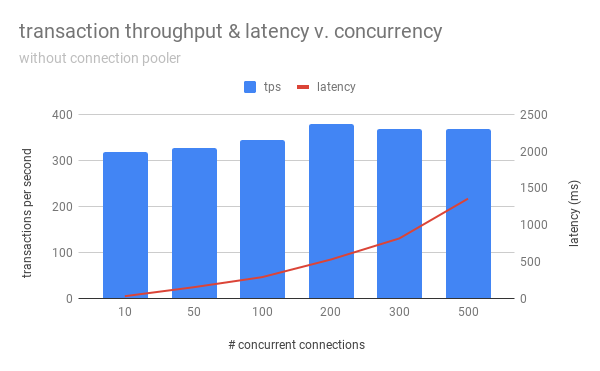 transaction throughput & latency v. concurrency
without connection pooler
tps latency
400
300
200
100
0
transactions per second
2500
2000
1500
1000
500
0
latency (ms)
10 50 100 200 300 500
# concurrent connections